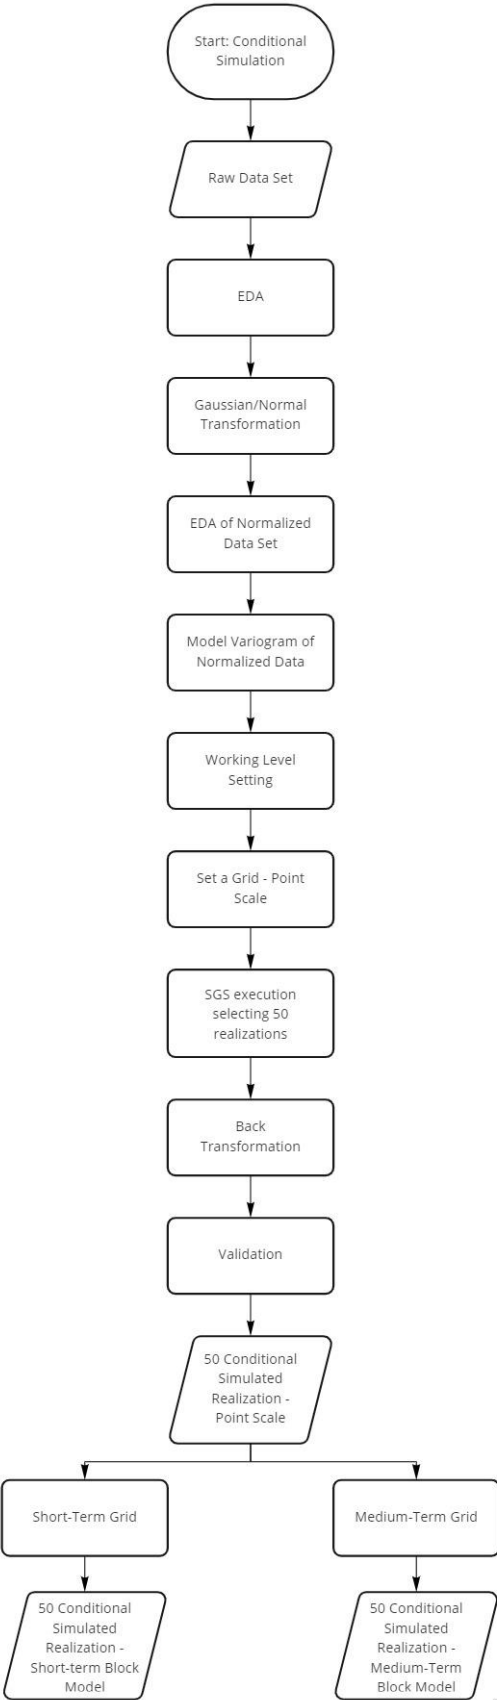 Start: Conditional
Simulation
Raw Data Set
EDA
Gaussian/Normal
Transformation
EDA of Normalized
Data Set
Model Variogram of
Normalized Data
Working Level
Setting
Set a Grid - Point
Scale
SGS execution
selecting 50
realizations
Back
Transformation
Validation
50 Conditional
Simulated
Realization -
Point Scale
Short-Term Grid
Medium-Term Grid
50 Conditional
Simulated
Realization -
Short-term Block
Model
50 Conditional
Simulated
Realization -
Medium-Term
Block Model